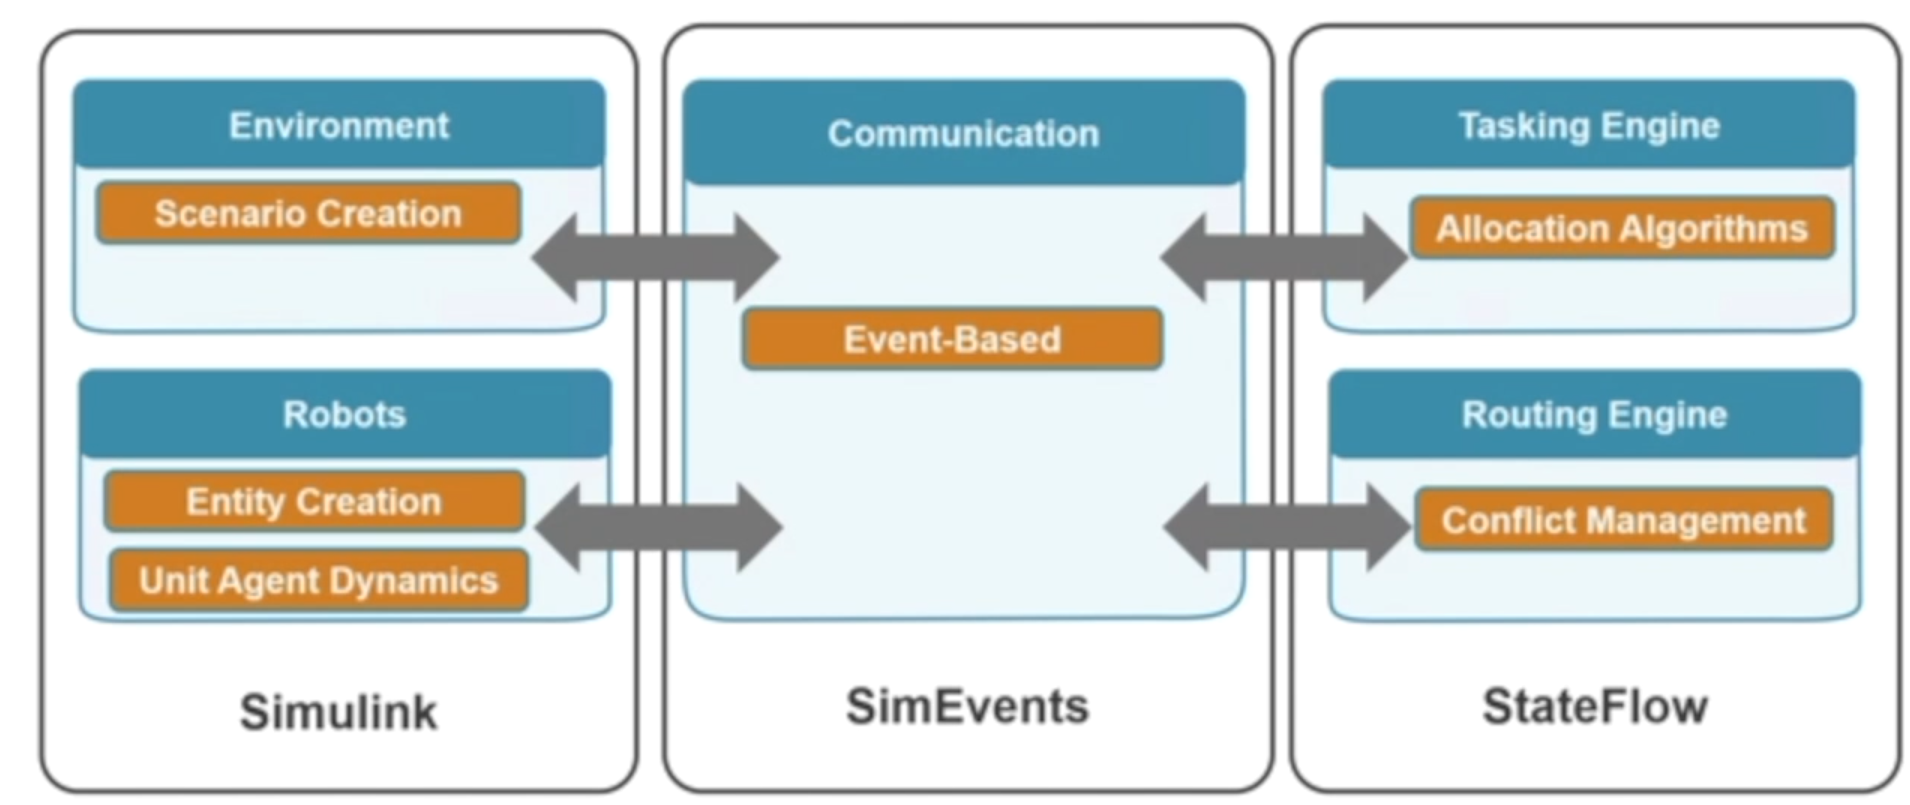 Environment
Scenario Creation
Robots
Entity Creation
Unit Agent Dynamics
Simulink
Communication
Event-Based
SimEvents
Tasking Engine
Allocation Algorithms
Routing Engine
Conflict Management
StateFlow